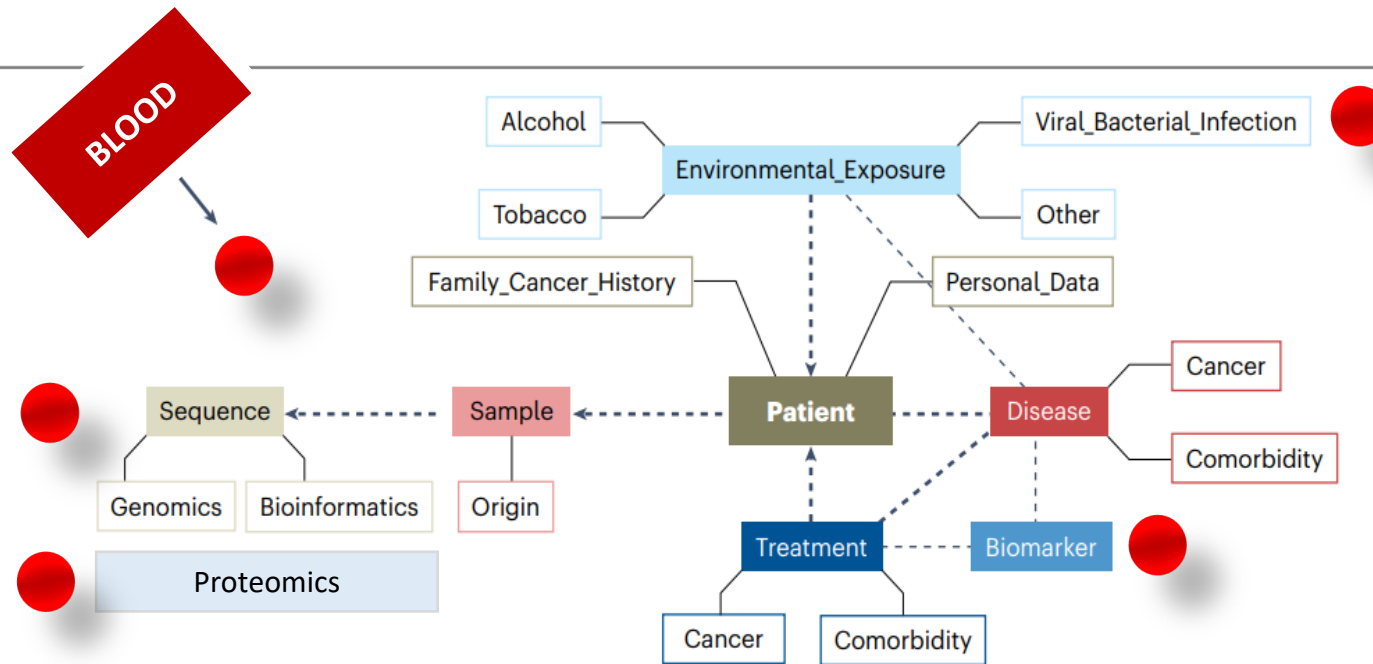 BLOOD
Alcohol
Viral_Bacterial_Infection
Environmental_Exposure
Tobacco
Other
Family_Cancer_History
Personal_Data
Cancer
Sequence
Sample
Patient
Disease
Comorbidity
Genomics
Bioinformatics
Origin
Treatment
Biomarker
Proteomics
Cancer
Comorbidity